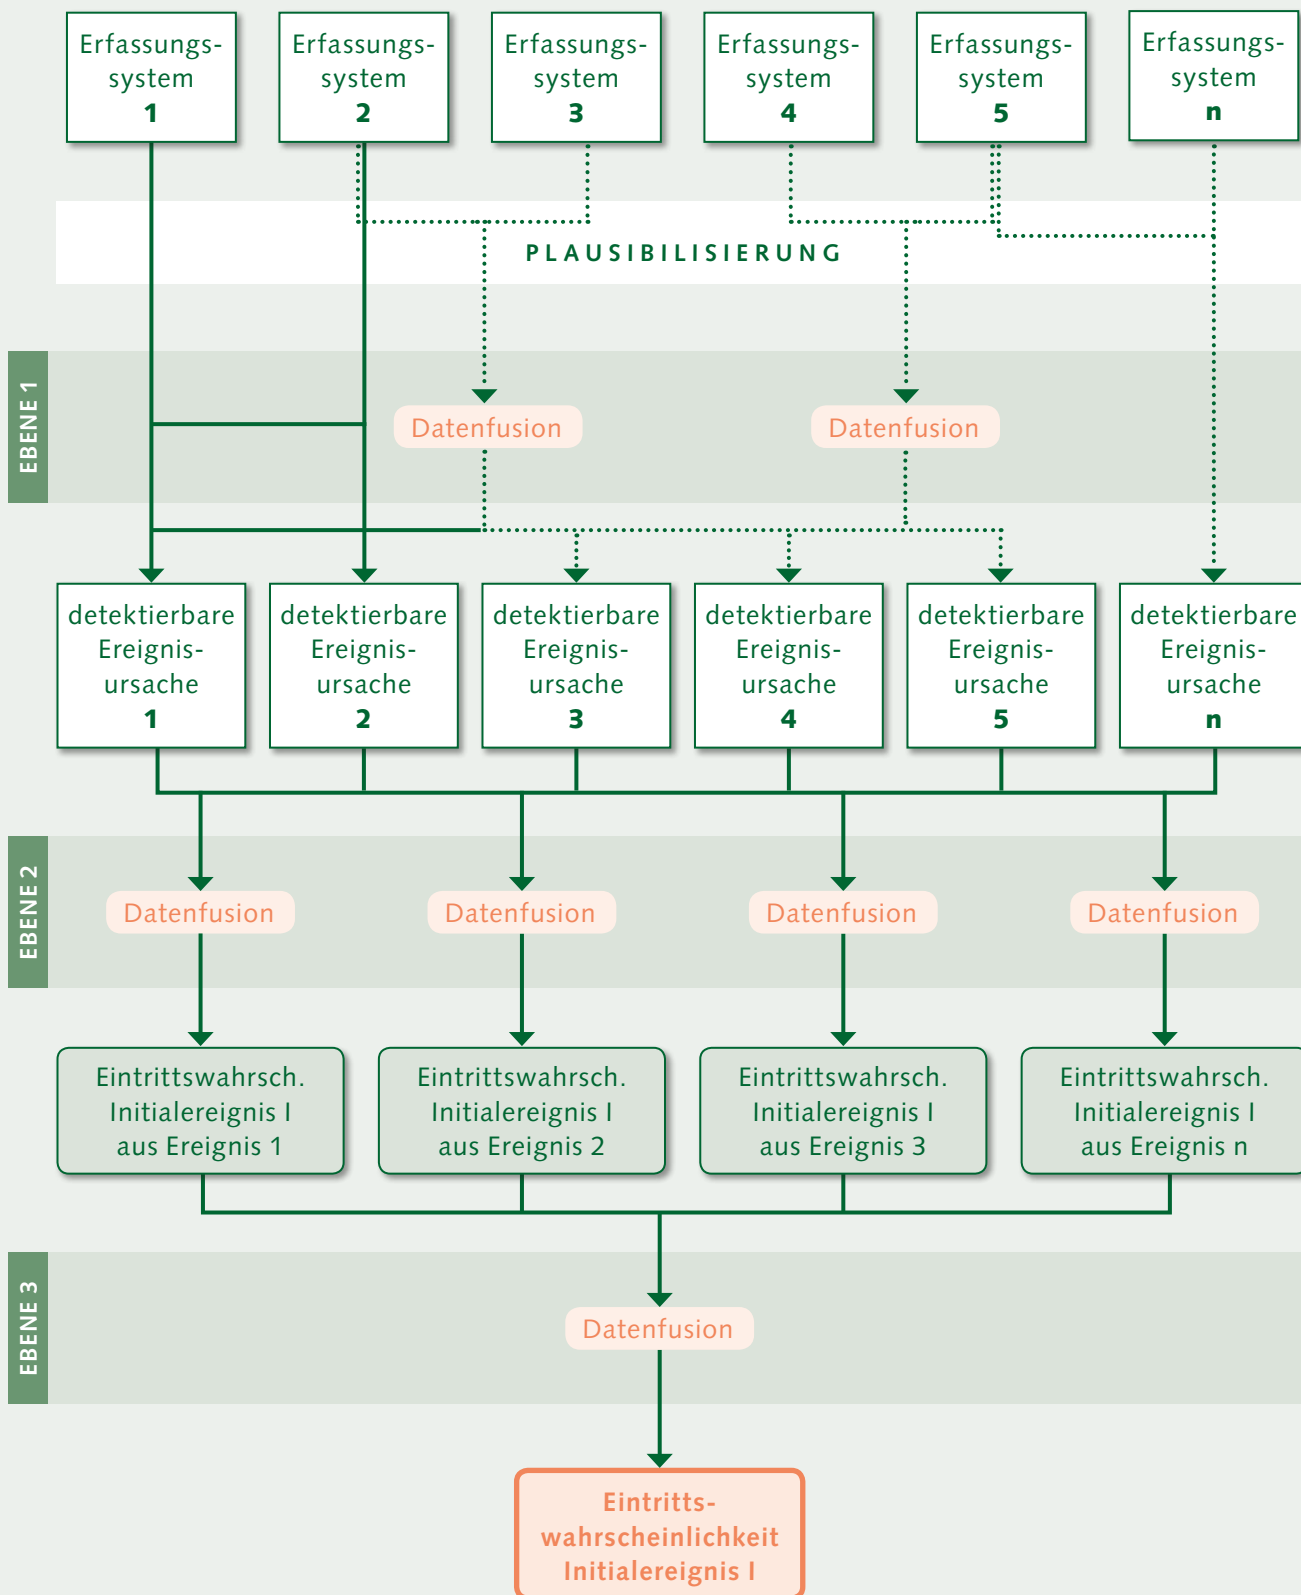 Erfassungs-
system
1
Erfassungs-
system
2
Erfassungs-
system
3
Erfassungs-
system
4
Erfassungs-
system
5
Erfassungs-
system
n
PLAUSIBILISIERUNG
EBENE 1
Datenfusion
Datenfusion
detektierbare
Ereignis-
ursache
1
detektierbare
Ereignis-
ursache
2
detektierbare
Ereignis-
ursache
3
detektierbare
Ereignis-
ursache
4
detektierbare
Ereignis-
ursache
5
detektierbare
Ereignis-
ursache
n
EBENE 2
Datenfusion
Datenfusion
Datenfusion
Datenfusion
Eintrittswahrsch.
Initialereignis I
aus Ereignis 1
Eintrittswahrsch.
Initialereignis I
aus Ereignis 2
Eintrittswahrsch.
Initialereignis I
aus Ereignis 3
Eintrittswahrsch.
Initialereignis I
aus Ereignis n
EBENE 3
Datenfusion
Eintritts-
wahrscheinlichkeit
Initialereignis I